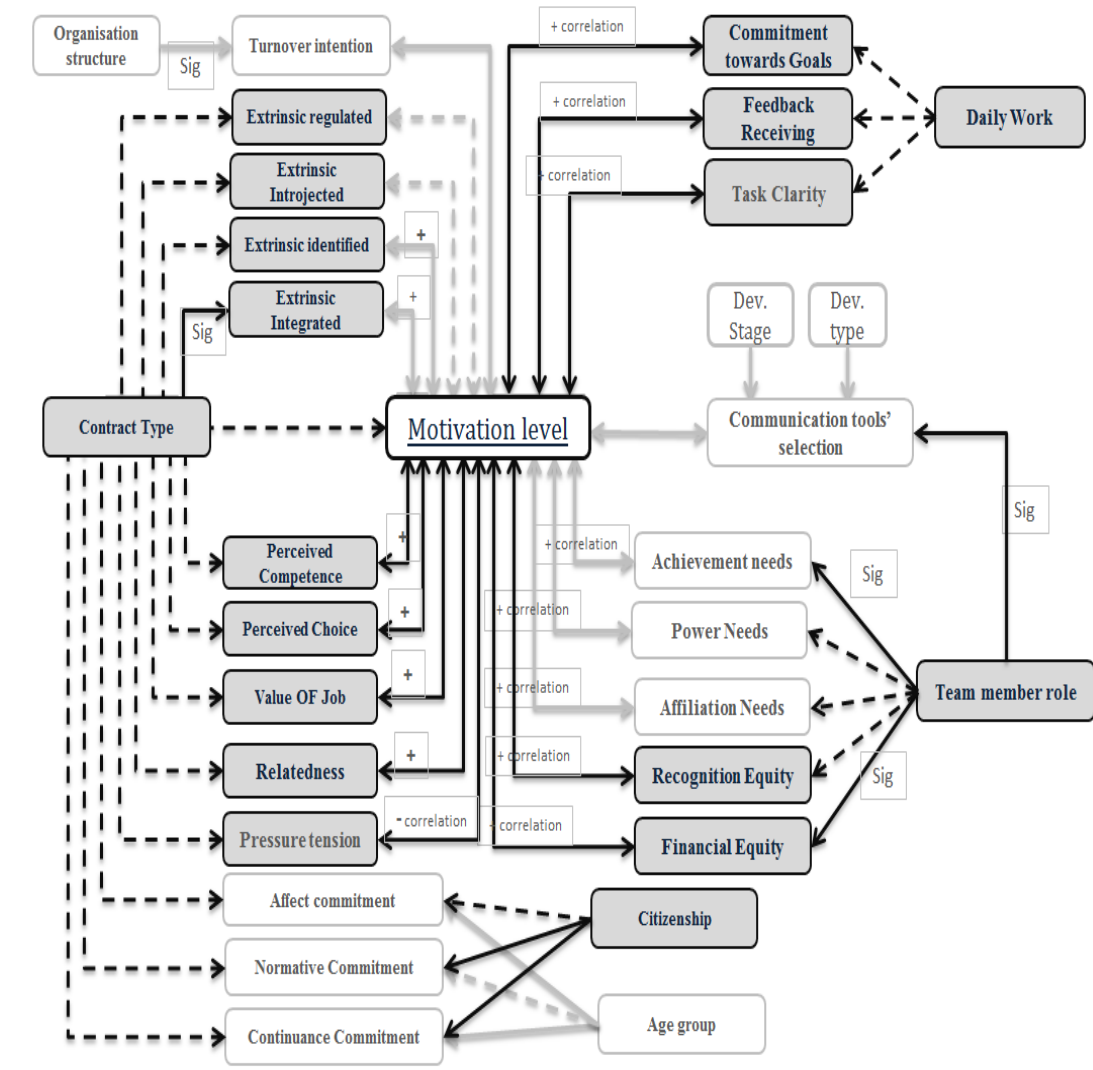 Organisation
structure
Sig
Turnover intention
+ correlation
Commitment
towards Goals
Extrinsic regulated
+ correlation
Feedback
Receiving
Daily Work
Extrinsic
Introjected
+ correlation
Task Clarity
Extrinsic identified
+
Extrinsic
Integrated
+
Sig
Dev.
Stage
Dev.
type
Contract Type
Motivation level
Communication tools'
selection
Sig
Perceived
Competence
+
+ correlation
Achievement needs
Sig
Perceived Choice
+
+ correlation
Power Needs
Value OF Job
+
+ correlation
Affiliation Needs
Team member role
Relatedness
+
+ correlation
Recognition Equity
Sig
Pressure tension
- correlation
+ correlation
Financial Equity
Affect commitment
Citizenship
Normative Commitment
Continuance Commitment
Age group